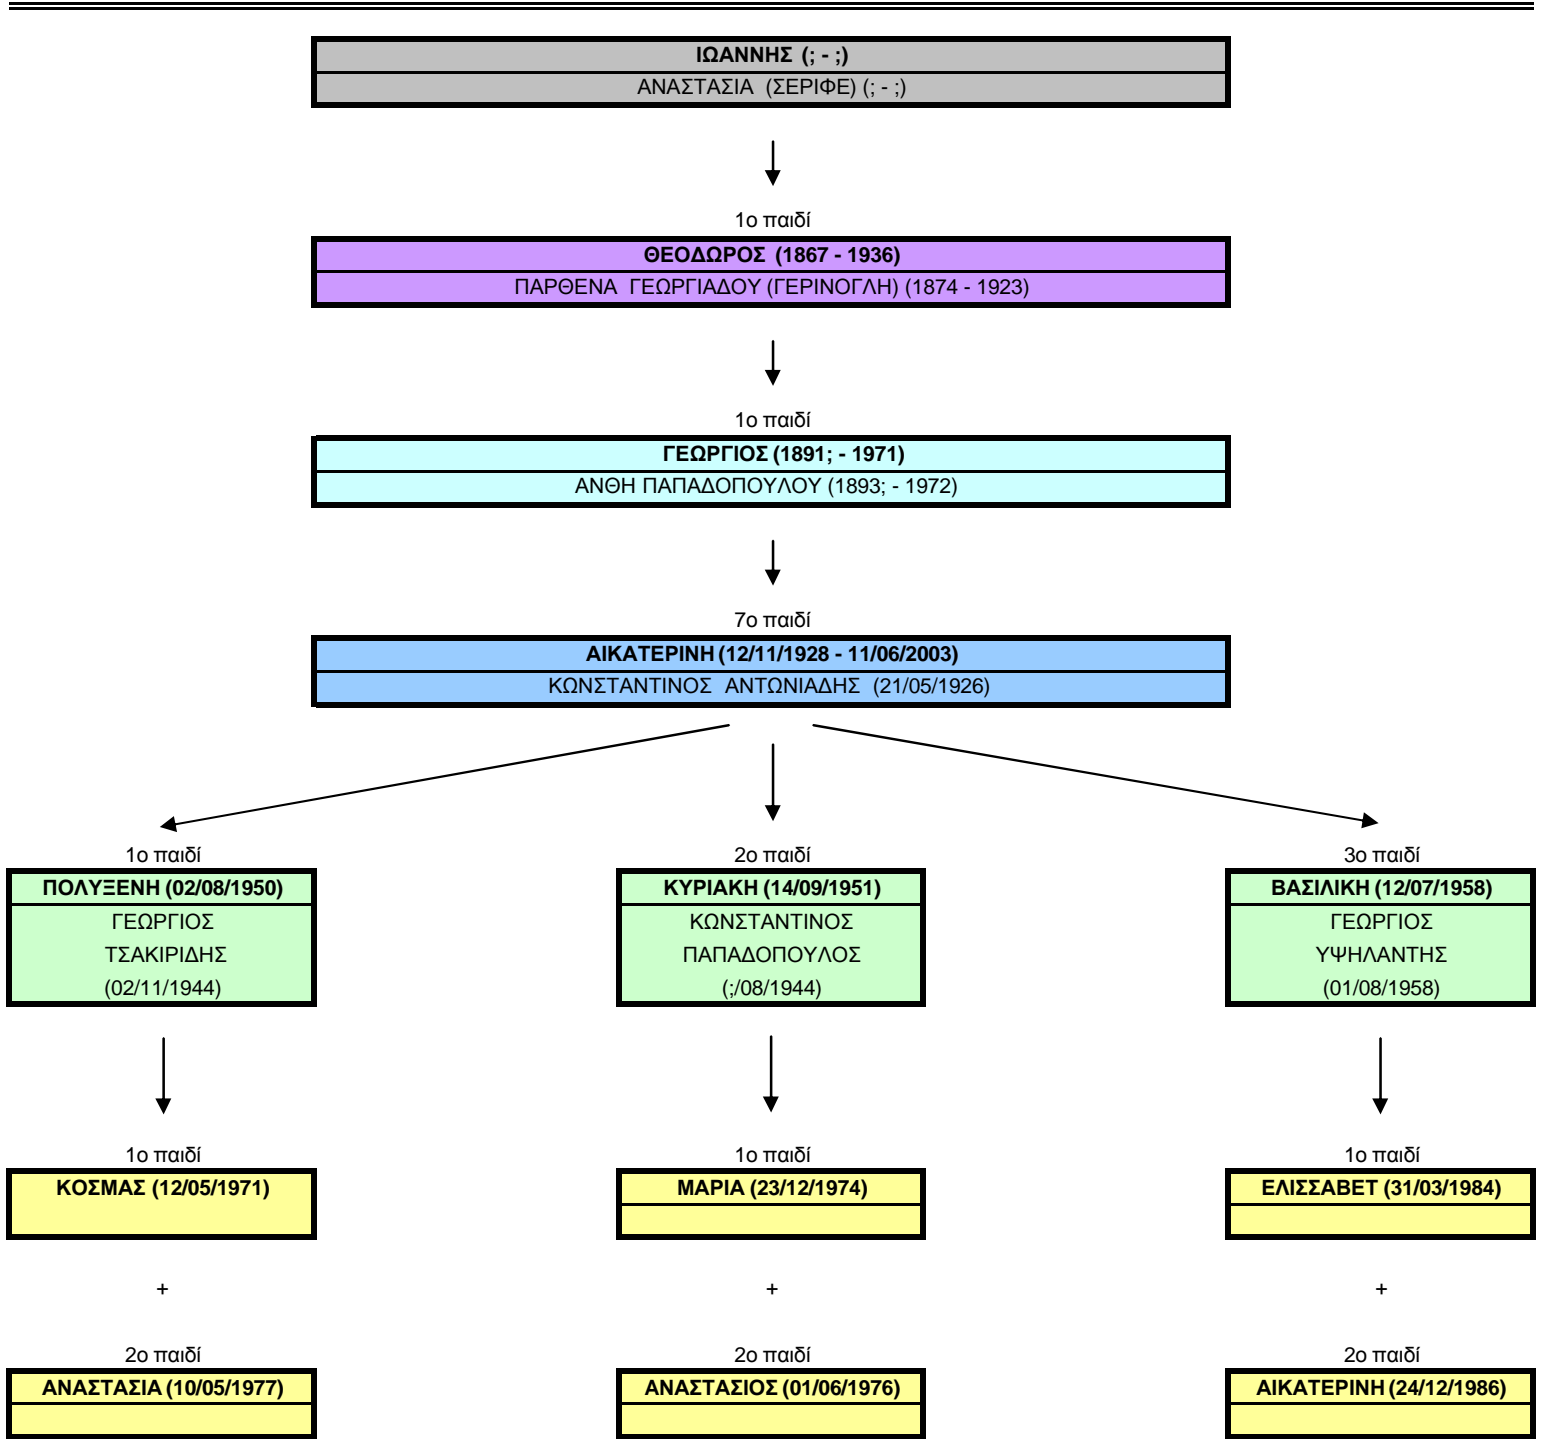 ΙΩΑΝΝΗΣ (; - ;)
ΑΝΑΣΤΑΣΙΑ (ΣΕΡΙΦΕ) (; - ;)
1ο παιδί
ΘΕΟΔΩΡΟΣ (1867 - 1936)
ΠΑΡΘΕΝΑ ΓΕΩΡΓΙΑΔΟΥ (ΓΕΡΙΝΟΓΛΗ) (1874 - 1923)
1ο παιδί
ΓΕΩΡΓΙΟΣ (1891; - 1971)
ΑΝΘΗ ΠΑΠΑΔΟΠΟΥΛΟΥ (1893; - 1972)
7ο παιδί
ΑΙΚΑΤΕΡΙΝΗ (12/11/1928 - 11/06/2003)
ΚΩΝΣΤΑΝΤΙΝΟΣ ΑΝΤΩΝΙΑΔΗΣ (21/05/1926)
1ο παιδί
ΠΟΛΥΞΕΝΗ (02/08/1950)
ΓΕΩΡΓΙΟΣ
ΤΣΑΚΙΡΙΔΗΣ
(02/11/1944)
2ο παιδί
ΚΥΡΙΑΚΗ (14/09/1951)
ΚΩΝΣΤΑΝΤΙΝΟΣ
ΠΑΠΑΔΟΠΟΥΛΟΣ
(;/08/1944)
3ο παιδί
ΒΑΣΙΛΙΚΗ (12/07/1958)
ΓΕΩΡΓΙΟΣ
ΥΨΗΛΑΝΤΗΣ
(01/08/1958)
1ο παιδί
ΚΟΣΜΑΣ (12/05/1971)
+
2ο παιδί
ΑΝΑΣΤΑΣΙΑ (10/05/1977)
1ο παιδί
ΜΑΡΙΑ (23/12/1974)
+
2ο παιδί
ΑΝΑΣΤΑΣΙΟΣ (01/06/1976)
1ο παιδί
ΕΛΙΣΣΑΒΕΤ (31/03/1984)
+
2ο παιδί
ΑΙΚΑΤΕΡΙΝΗ (24/12/1986)